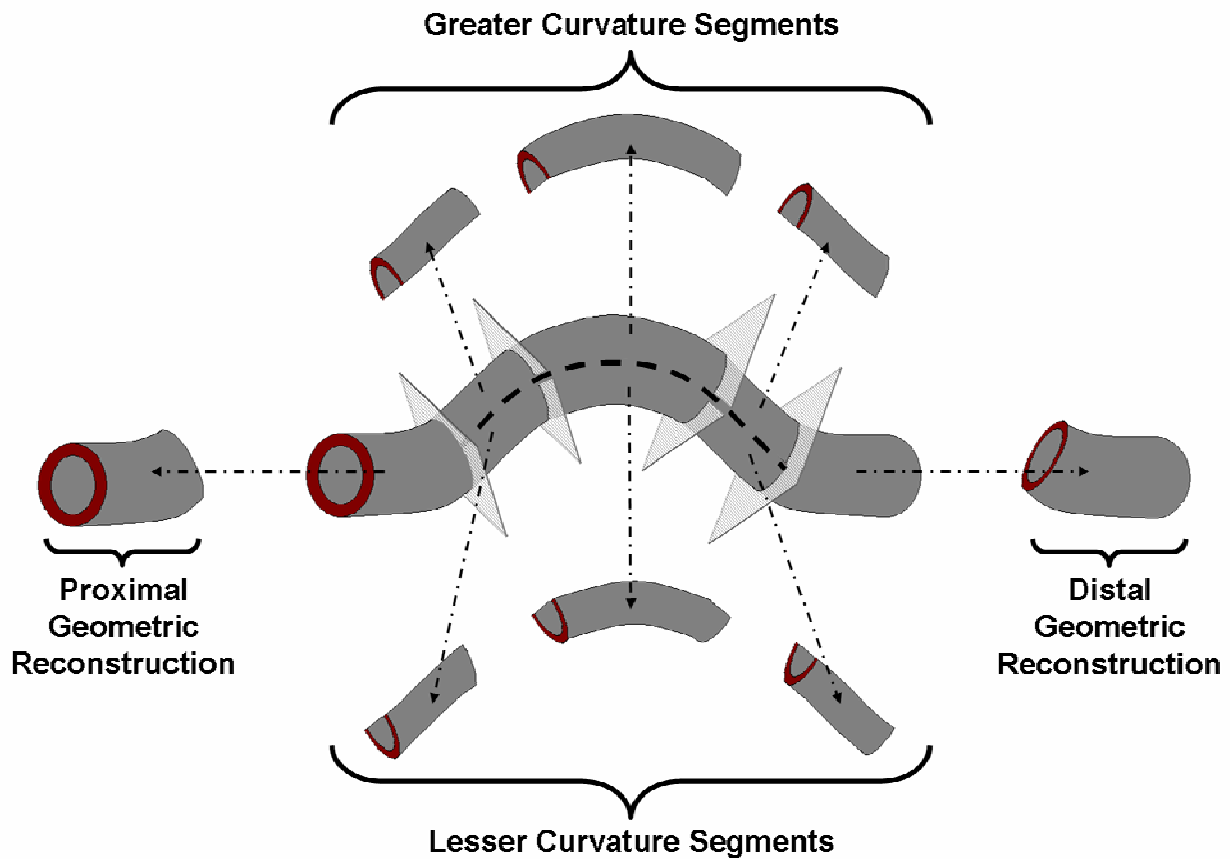 Greater Curvature Segments
Proximal
Geometric
Reconstruction
Distal
Geometric
Reconstruction
Lesser Curvature Segments